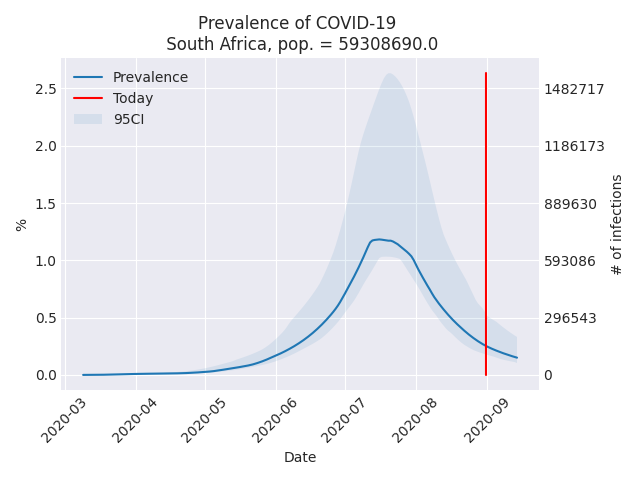 Prevalence of COVID-19
South Africa, pop. = 59308690.0
Prevalence
Today
95CI
2.5
2.0
1.5
1.0
0.5
0.0
%
1482717
1186173
889630
593086
296543
0
# of infections
2020-03
2020-04
2020-05
2020-06
2020-07
2020-08
2020-09
Date